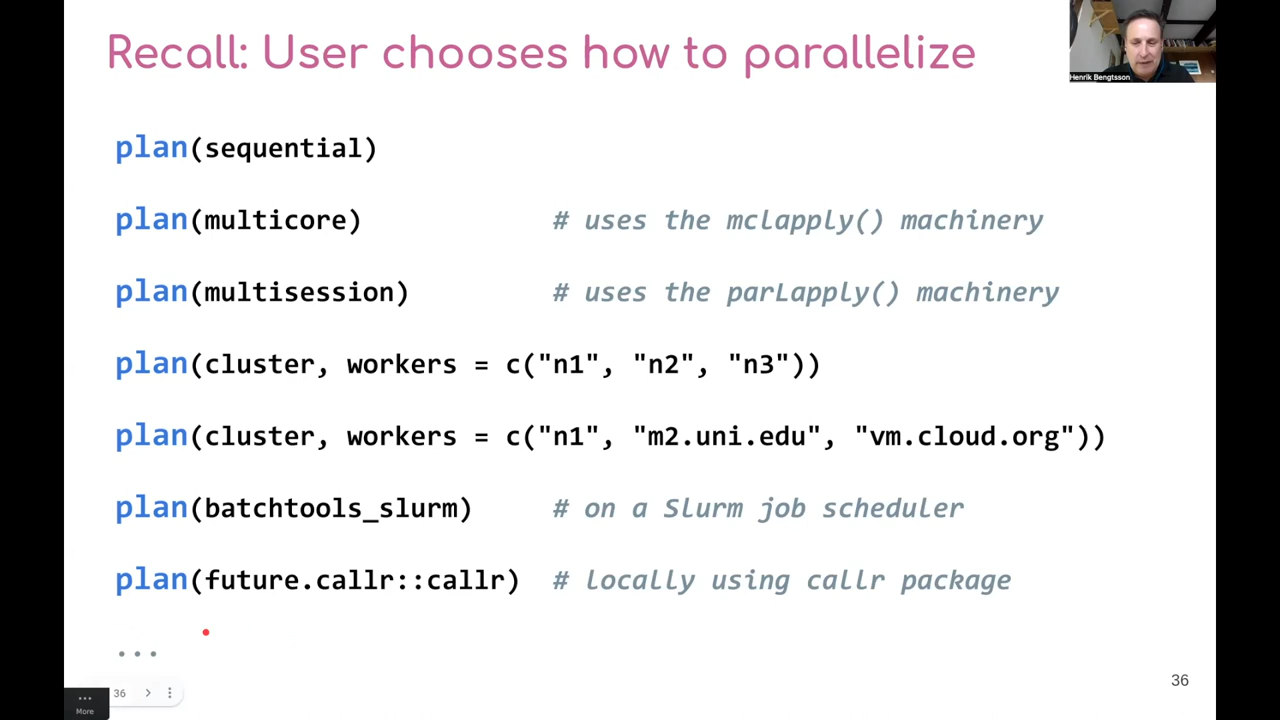 Recall: User chooses how to parallelize
Henrik Bengtsson
plan(sequential)
plan(multicore) # uses the mclapply() machinery
plan(multisession) # uses the parLapply() machinery
plan(cluster, workers = c("n1", "n2", "n3"))
plan(cluster, workers = c("n1", "m2.uni.edu", "vm.cloud.org"))
plan(batchtools_slurm) # on a Slurm job scheduler
plan(future.callr::callr) # locally using callr package
...
36
36
More